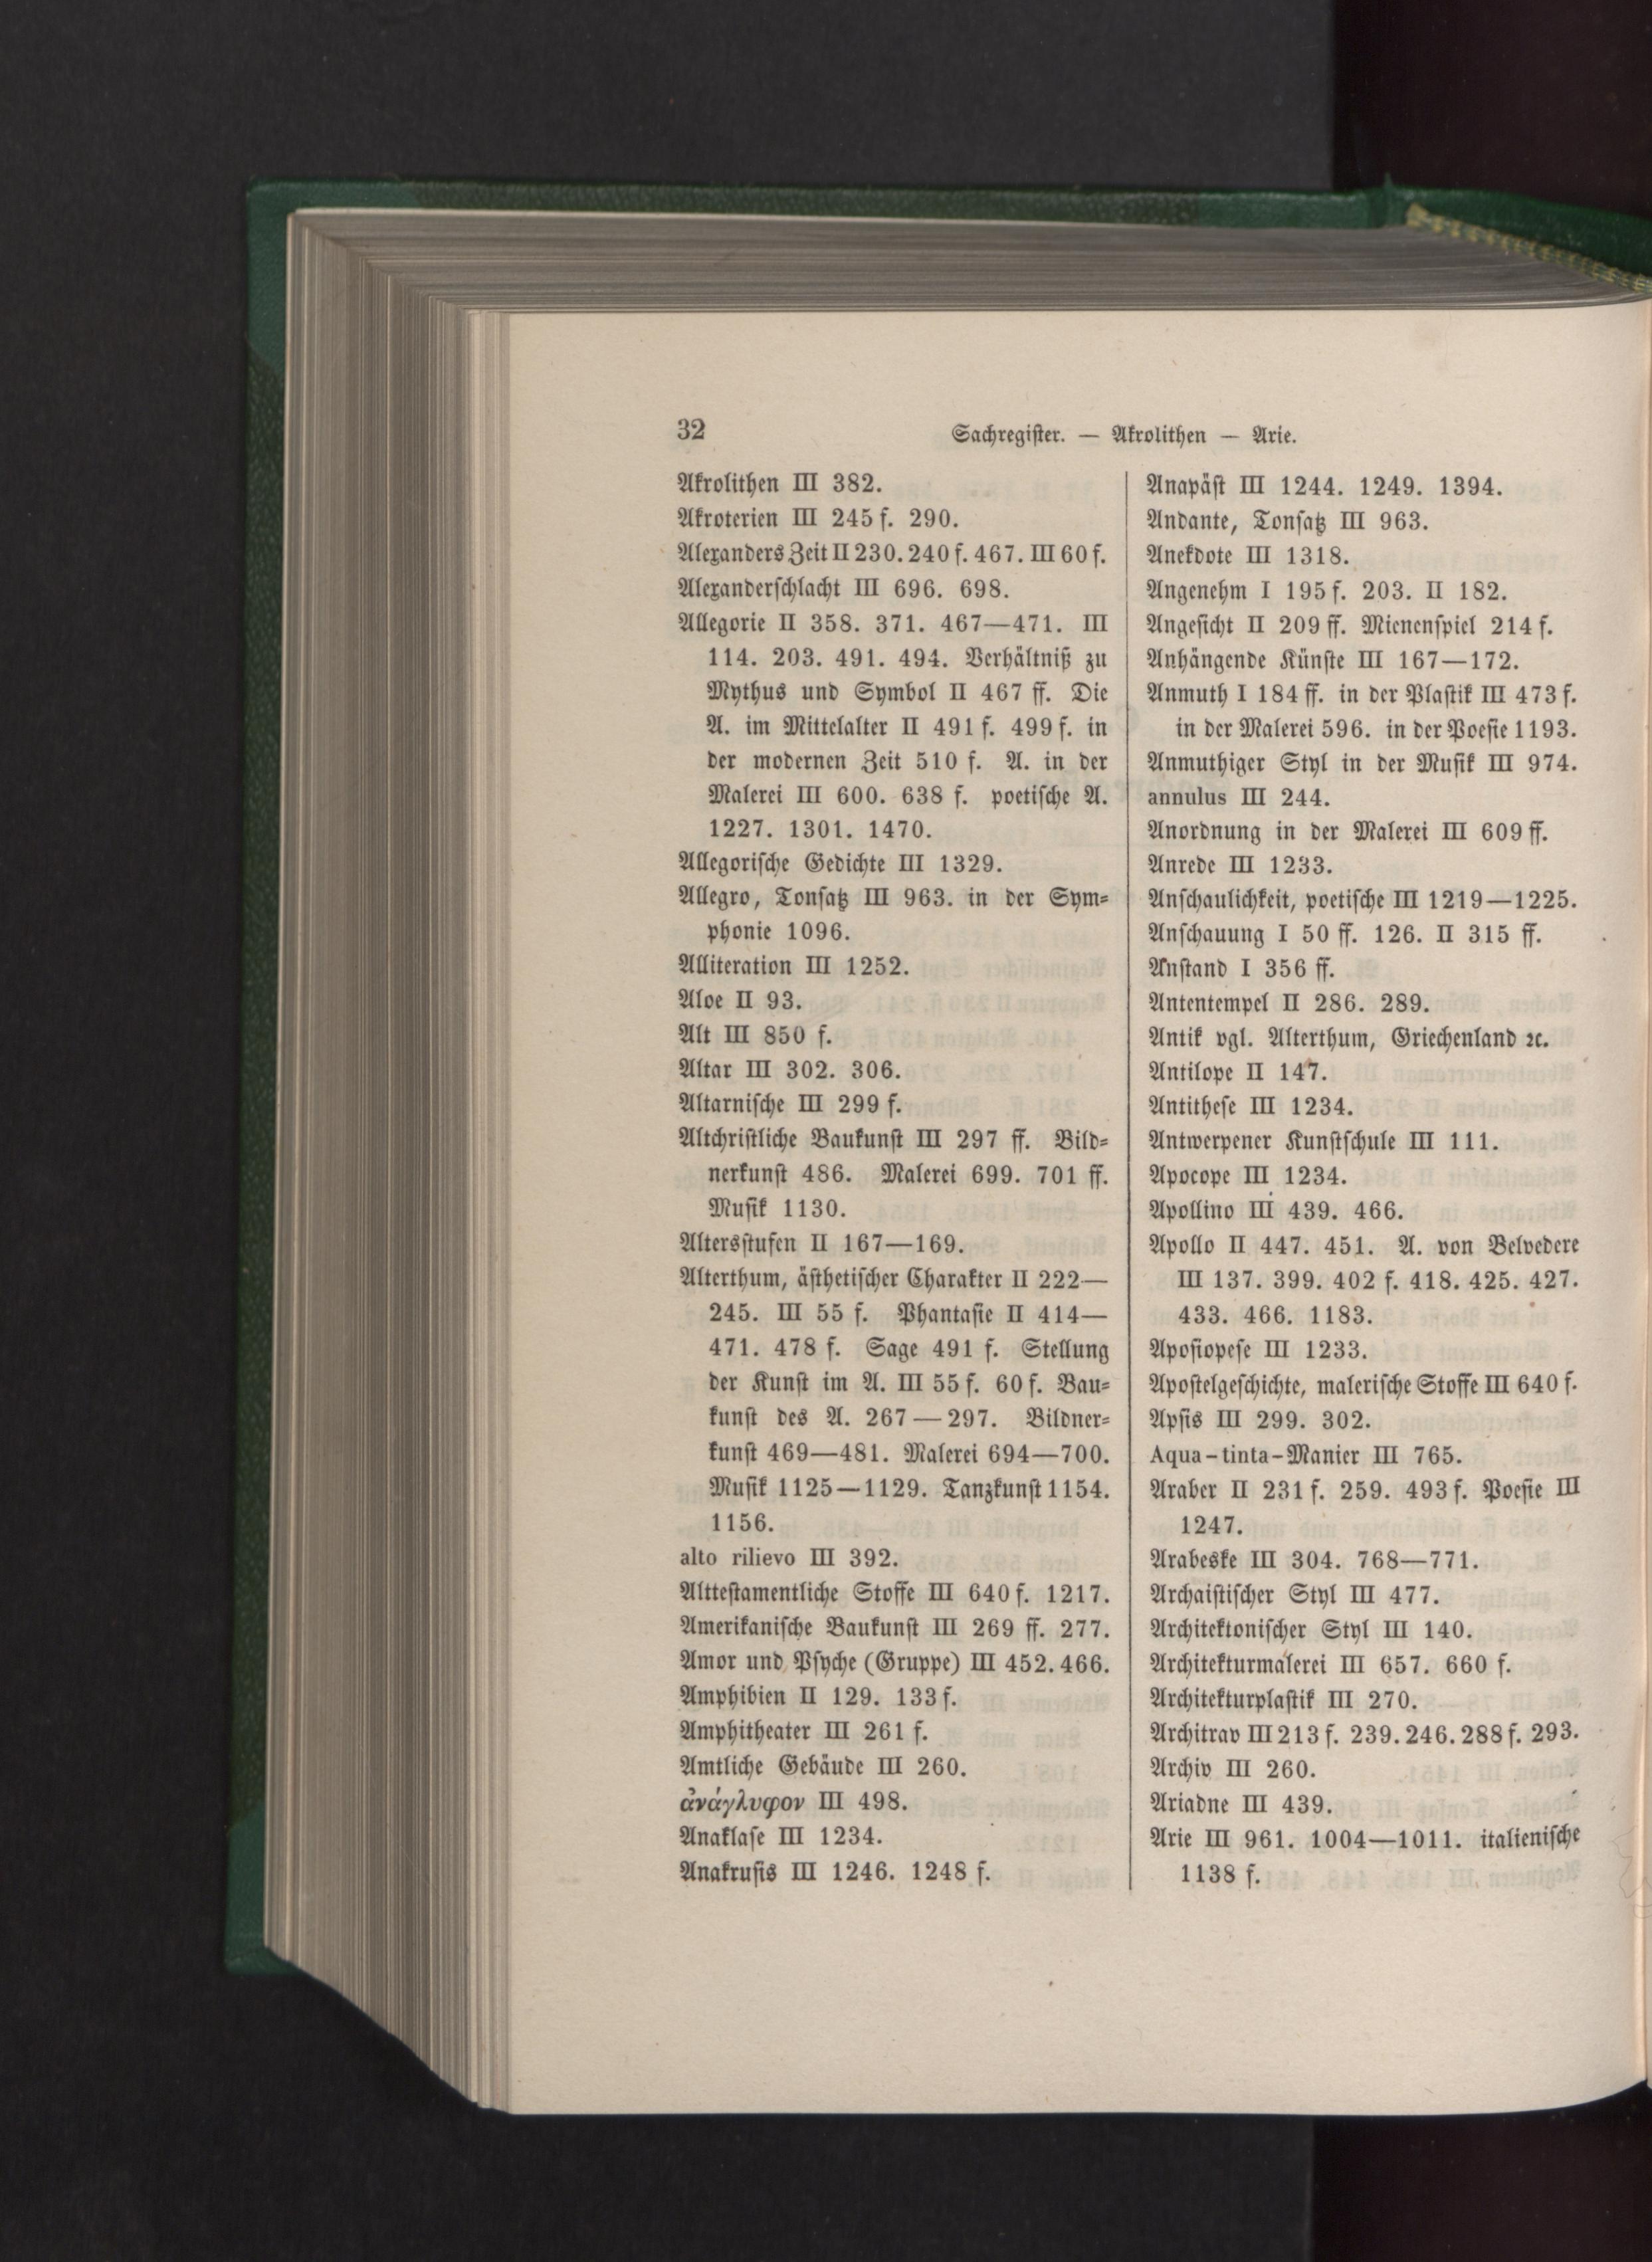 32
Sachregister. — Akrolithen — Arie.
Akrolithen III 382.
Akroterien III 245 f. 290.
Alexanders Zeit II 230. 240 f. 467. III 60 f.
Alexanderschlacht III 696. 698.
Allegorie II 358. 371. 467—471. III
114. 203. 491. 494. Verhältniß zu
Mythus und Symbol II 467 ff. Die
A. im Mittelalter II 491 f. 499 f. in
der modernen Zeit 510 f. A. in der
Malerei III 600. 638 f. poetische A.
1227. 1301. 1470.
Allegorische Gedichte III 1329.
Allegro, Tonsatz III 963. in der Sym-
phonie 1096.
Alliteration III 1252.
Aloe II 93.
Alt III 850 f.
Altar III 302. 306.
Altarnische III 299 f.
Altchristliche Baukunst III 297 ff. Bild-
nerkunst 486. Malerei 699. 701 ff.
Musik 1130.
Altersstufen II 167—169.
Alterthum, ästhetischer Charakter II 222—
245. III 55 f. Phantasie II 414—
471. 478 f. Sage 491 f. Stellung
der Kunst im A. III 55 f. 60 f. Bau-
kunst des A. 267—297. Bildner-
kunst 469—481. Malerei 694—700.
Musik 1125—1129. Tanzkunst 1154.
1156.
alto rilievo III 392.
Alttestamentliche Stoffe III 640 f. 1217.
Amerikanische Baukunst III 269 ff. 277.
Amor und Psyche (Gruppe) III 452. 466.
Amphibien II 129. 133 f.
Amphitheater III 261 f.
Amtliche Gebäude III 260.
ἀνάγλυφον III 498.
Anaklase III 1234.
Anakrusis III 1246. 1248 f.
Anapäst III 1244. 1249. 1394.
Andante, Tonsatz III 963.
Anekdote III 1318.
Angenehm I 195 f. 203. II 182.
Angesicht II 209 ff. Mienenspiel 214 f.
Anhängende Künste III 167—172.
Anmuth I 184 ff. in der Plastik III 473 f.
in der Malerei 596. in der Poesie 1193.
Anmuthiger Styl in der Musik III 974.
annulus III 244.
Anordnung in der Malerei III 609 ff.
Anrede III 1233.
Anschaulichkeit, poetische III 1219—1225.
Anschauung I 50 ff. 126. II 315 ff.
Anstand I 356 ff.
Antentempel II 286. 289.
Antik vgl. Alterthum, Griechenland ꝛc.
Antilope II 147.
Antithese III 1234.
Antwerpener Kunstschule III 111.
Apocope III 1234.
Apollino III 439. 466.
Apollo II 447. 451. A. von Belvedere
III 137. 399. 402 f. 418. 425. 427.
433. 466. 1183.
Aposiopese III 1233.
Apostelgeschichte, malerische Stoffe III 640 f.
Apsis III 299. 302.
Aqua-tinta-Manier III 765.
Araber II 231 f. 259. 493 f. Poesie III
1247.
Arabeske III 304. 768—771.
Archaistischer Styl III 477.
Architektonischer Styl III 140.
Architekturmalerei III 657. 660 f.
Architekturplastik III 270.
Architrav III 213 f. 239. 246. 288 f. 293.
Archiv III 260.
Ariadne III 439.
Arie III 961. 1004—1011. italienische
1138 f.